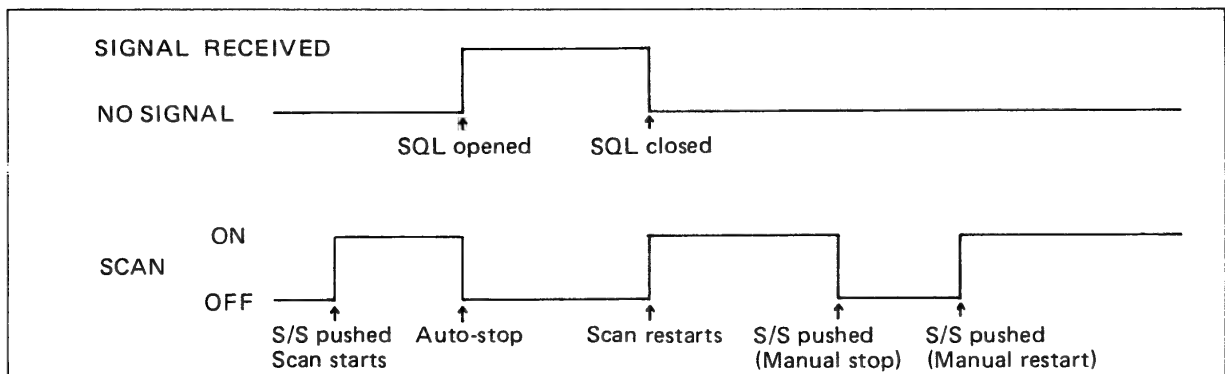 SIGNAL RECEIVED
NO SIGNAL
SQL opened
SQL closed
ON
SCAN
OFF
S/S pushed
Scan starts
Auto-stop
Scan restarts
S/S pushed
(Manual stop)
S/S pushed
(Manual restart)